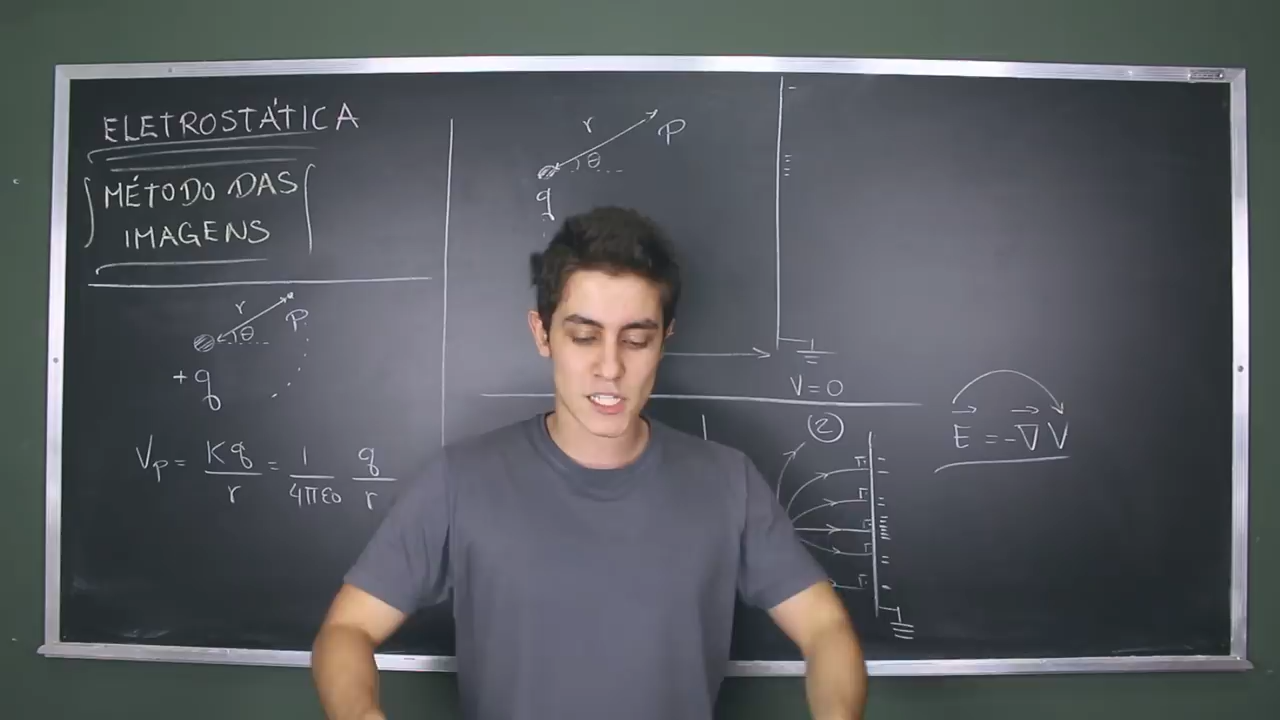 ELETROSTÁTICA
MÉTODO DAS
IMAGENS
r
θ
P
+q
Vp = Kq/r = 1/4πε₀ q/r
r
θ
P
q
V=0
2
E⃗ = -∇⃗V